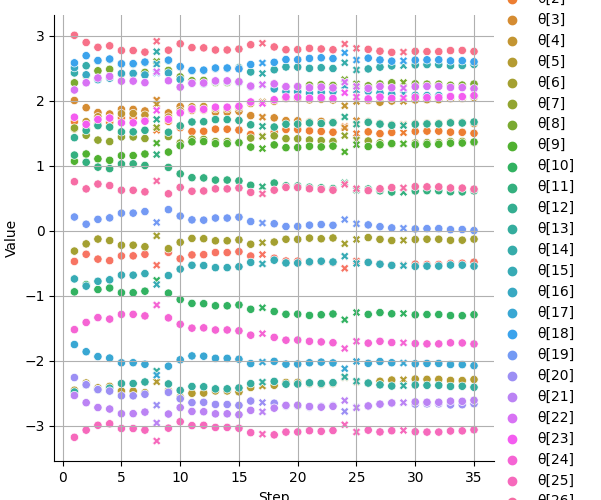 3
2
1
0
−1
−2
−3
Value
0
5
10
15
20
25
30
35
Step
θ[2]
θ[3]
θ[4]
θ[5]
θ[6]
θ[7]
θ[8]
θ[9]
θ[10]
θ[11]
θ[12]
θ[13]
θ[14]
θ[15]
θ[16]
θ[17]
θ[18]
θ[19]
θ[20]
θ[21]
θ[22]
θ[23]
θ[24]
θ[25]
θ[26]